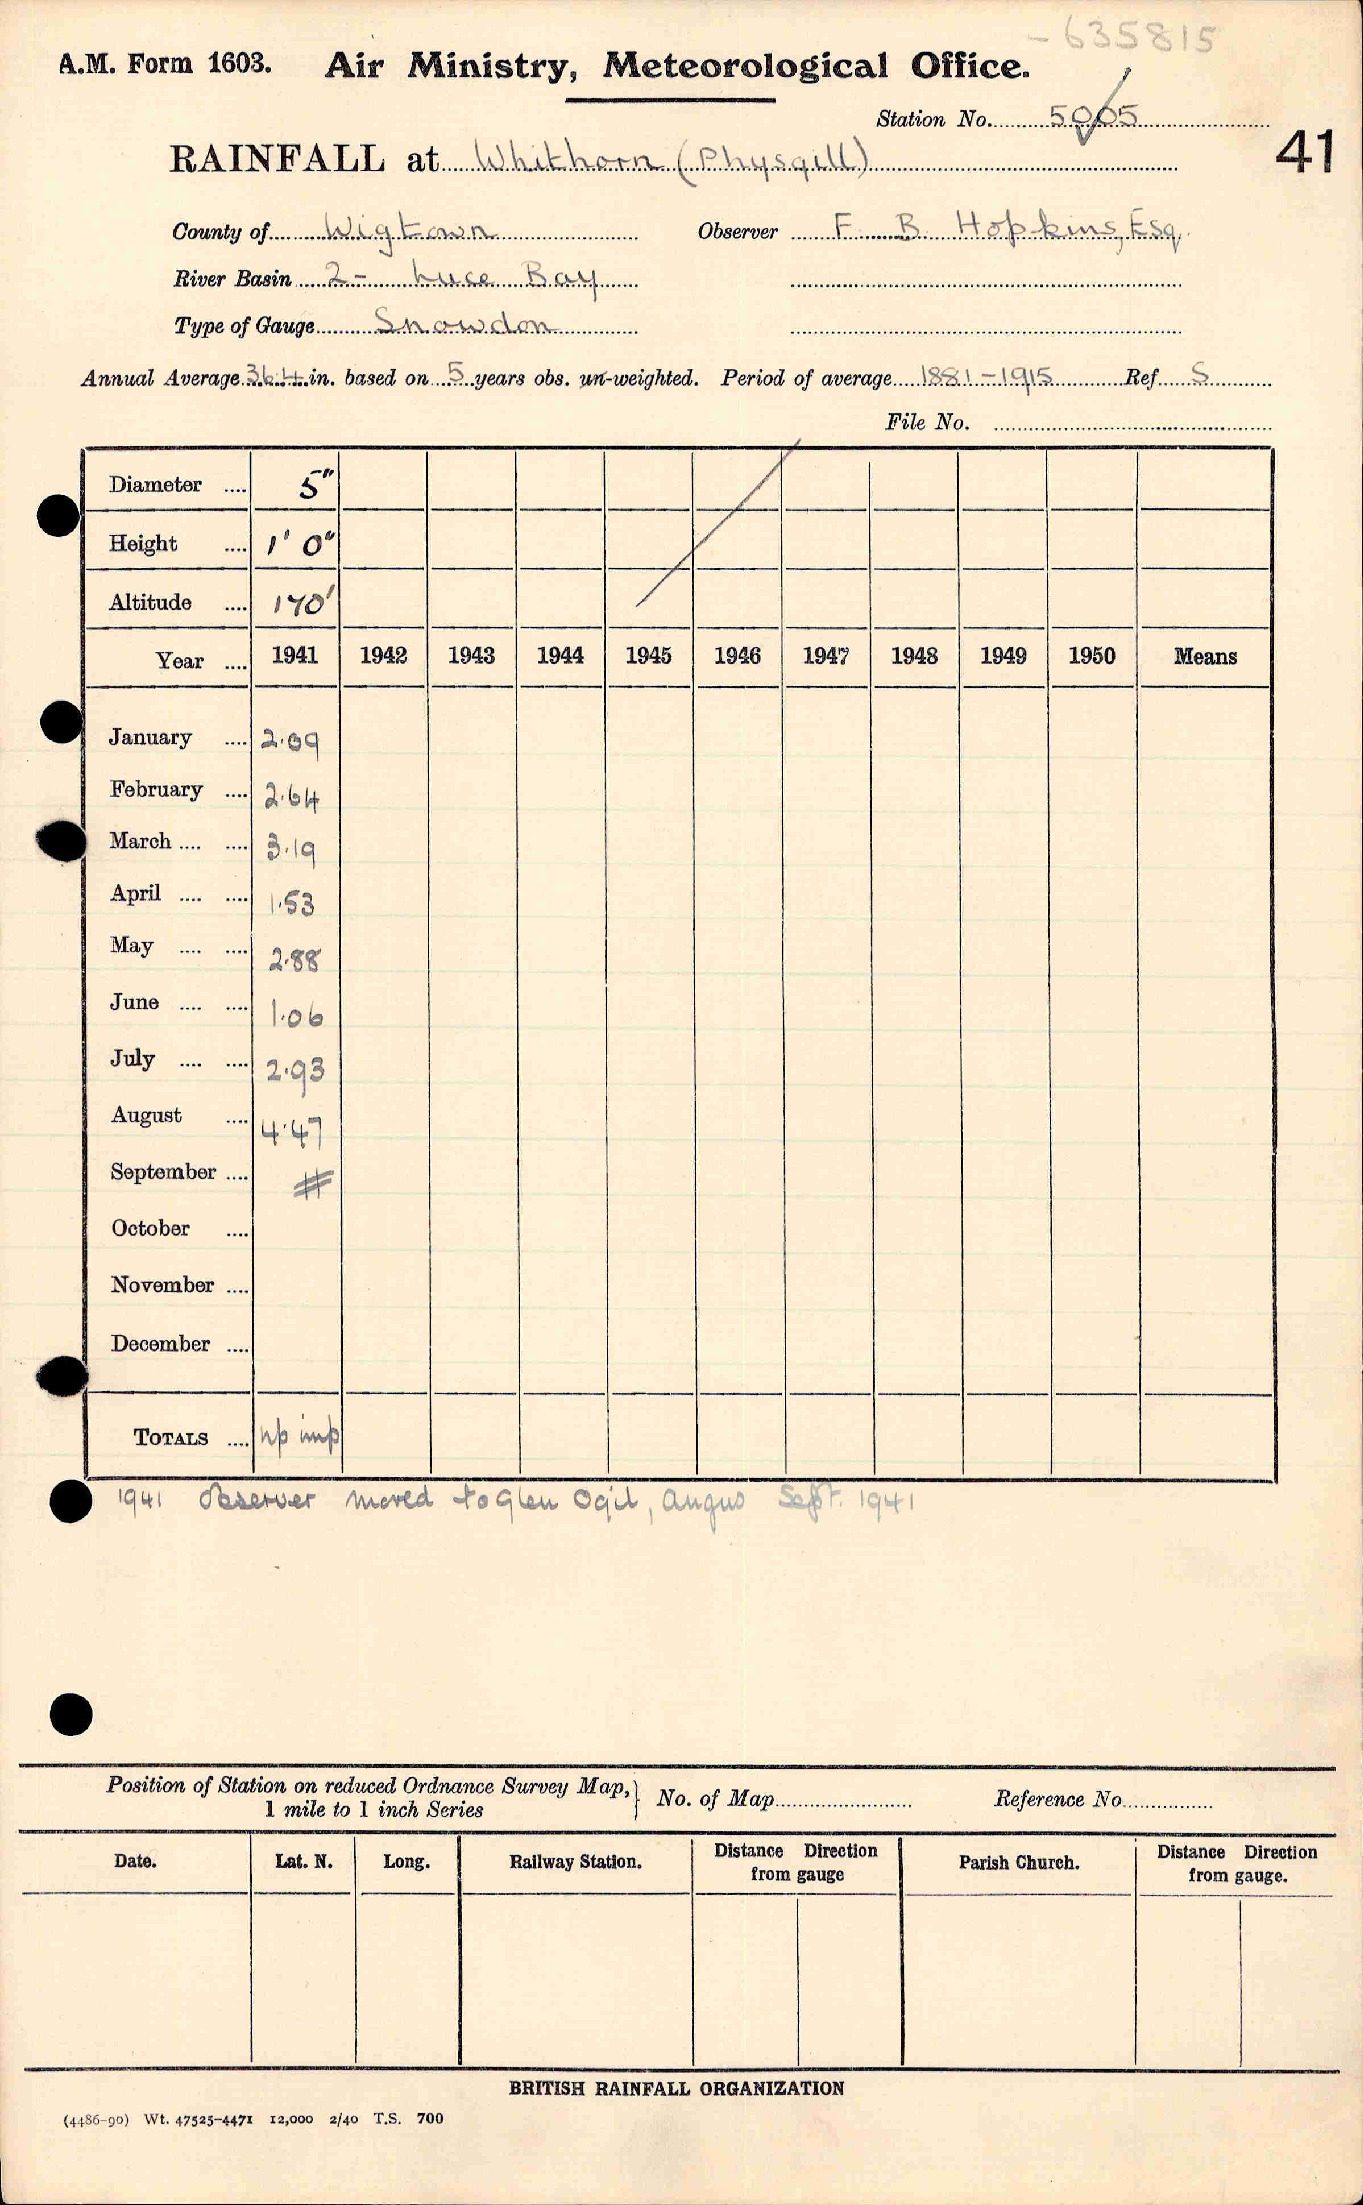 -635815
A.M. Form 1603. Air Ministry, Meteorological Office.
Station No. 5005
41
RAINFALL at Whithorn (Physgill)
County of Wigtown Observer F. B. Hopkins, Esq.
River Basin 2- Luce Bay
Type of Gauge Snowdon
Annual Average 36.4 in. based on 5 years obs. un-weighted. Period of average 1881-1915 Ref S
File No.
Diameter .... 5"
Height .... 1' 0"
Altitude .... 170'
Year .... 1941 1942 1943 1944 1945 1946 1947 1948 1949 1950 Means
January .... 2.09
February .... 2.64
March .... .... 3.19
April .... .... 1.53
May .... .... 2.88
June .... .... 1.06
July .... .... 2.93
August .... 4.47
September .... #
October ....
November ....
December ....
TOTALS .... np imp
1941 Observer moved to Glen Ogil, Angus Sept. 1941
Position of Station on reduced Ordnance Survey Map, } No. of Map Reference No.
1 mile to 1 inch Series
Date. Lat. N. Long. Railway Station. Distance Direction from gauge Parish Church. Distance Direction from gauge.
BRITISH RAINFALL ORGANIZATION
(4486-90) Wt. 47525-4471 12,000 2/40 T.S. 700